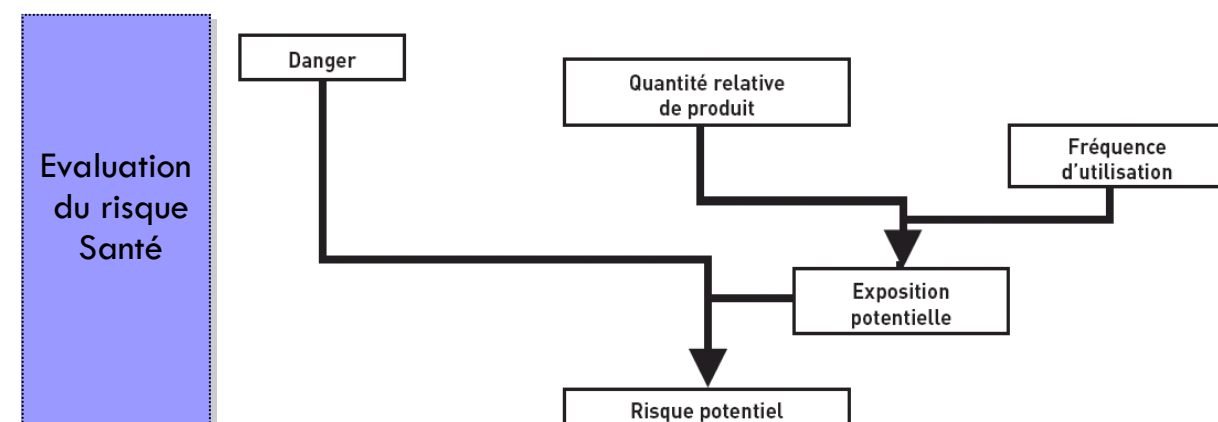 Evaluation
du risque
Santé
Danger
Quantité relative
de produit
Fréquence
d'utilisation
Exposition
potentielle
Risque potentiel